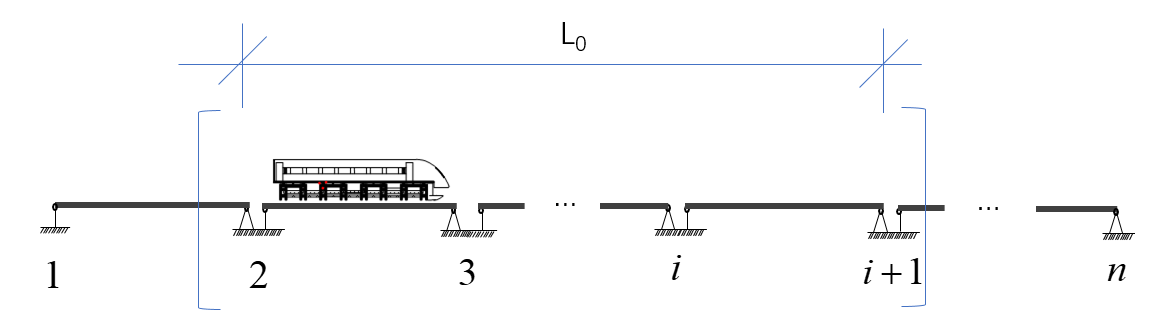 L₀
... ...
1 2 3 i i+1 n